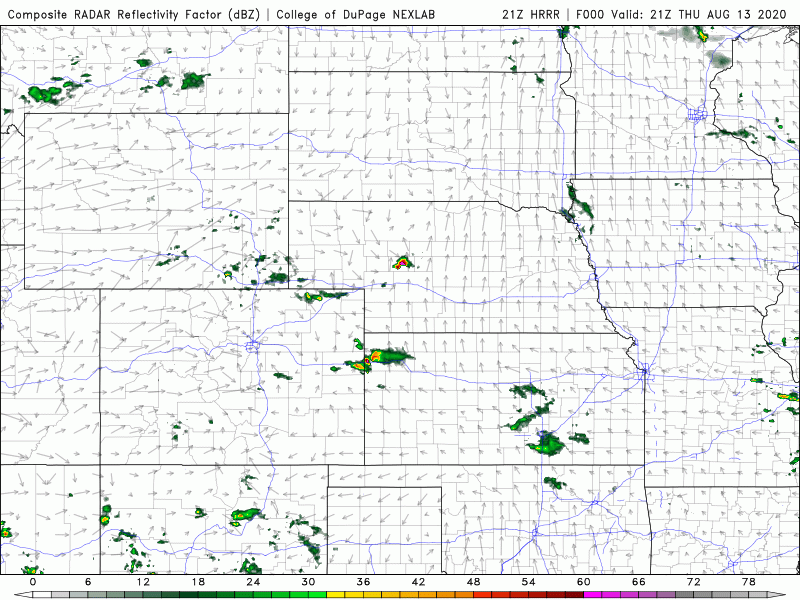 Composite RADAR Reflectivity Factor (dBZ) | College of DuPage NEXLAB 21Z HRRR | F000 Valid: 21Z THU AUG 13 2020
0 6 12 18 24 30 36 42 48 54 60 66 72 78